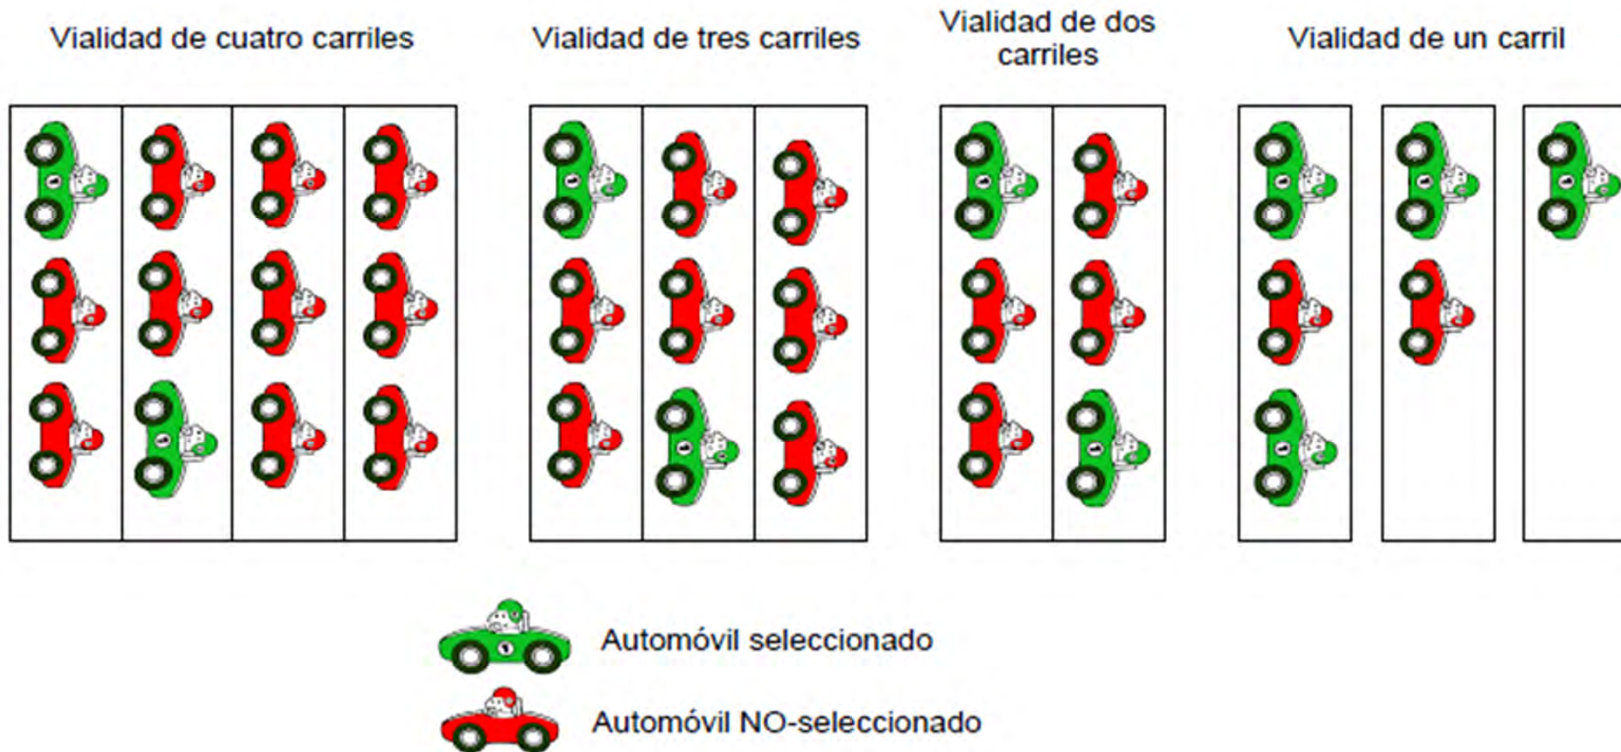 Vialidad de cuatro carriles
Vialidad de tres carriles
Vialidad de dos
carriles
Vialidad de un carril
Automóvil seleccionado
Automóvil NO-seleccionado